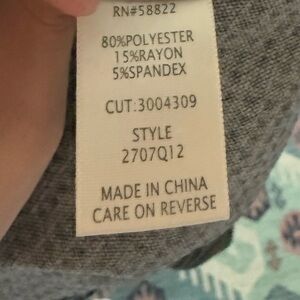 RN#58822
80%POLYESTER
15%RAYON
5%SPANDEX
CUT:3004309
STYLE
2707Q12
MADE IN CHINA
CARE ON REVERSE